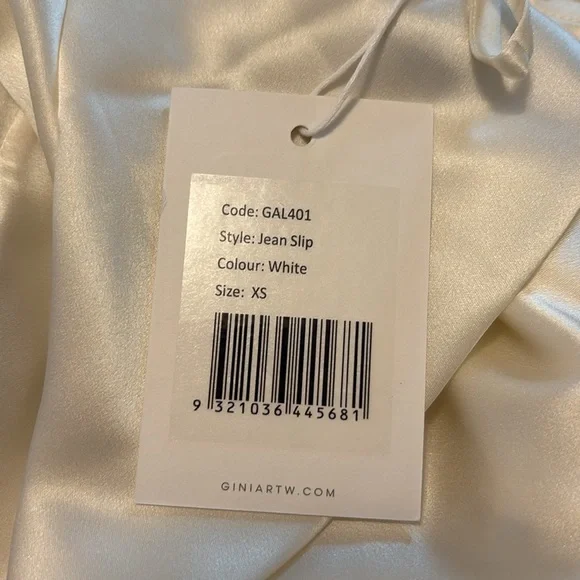 Code: GAL401
Style: Jean Slip
Colour: White
Size: XS
9 321036 445681
GINIARTW.COM